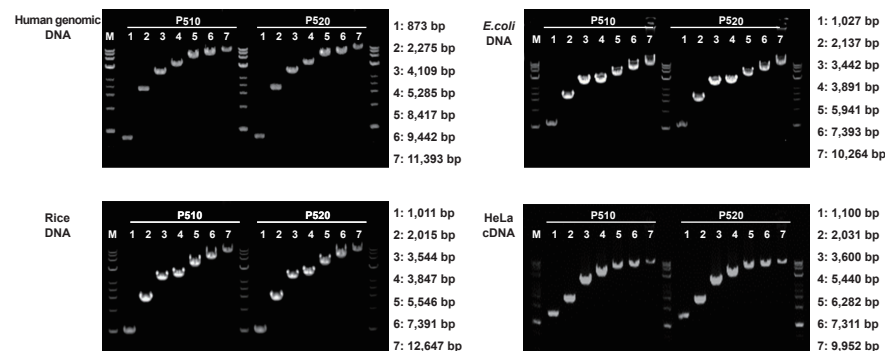 Human genomic
DNA
P510
P520
M 1 2 3 4 5 6 7 1 2 3 4 5 6 7
1: 873 bp
2: 2,275 bp
3: 4,109 bp
4: 5,285 bp
5: 8,417 bp
6: 9,442 bp
7: 11,393 bp
E.coli
DNA
P510
P520
M 1 2 3 4 5 6 7 1 2 3 4 5 6 7
1: 1,027 bp
2: 2,137 bp
3: 3,442 bp
4: 3,891 bp
5: 5,941 bp
6: 7,393 bp
7: 10,264 bp
Rice
DNA
P510
P520
M 1 2 3 4 5 6 7 1 2 3 4 5 6 7
1: 1,011 bp
2: 2,015 bp
3: 3,544 bp
4: 3,847 bp
5: 5,546 bp
6: 7,391 bp
7: 12,647 bp
HeLa
cDNA
P510
P520
M 1 2 3 4 5 6 7 1 2 3 4 5 6 7
1: 1,100 bp
2: 2,031 bp
3: 3,600 bp
4: 5,440 bp
5: 6,282 bp
6: 7,311 bp
7: 9,952 bp